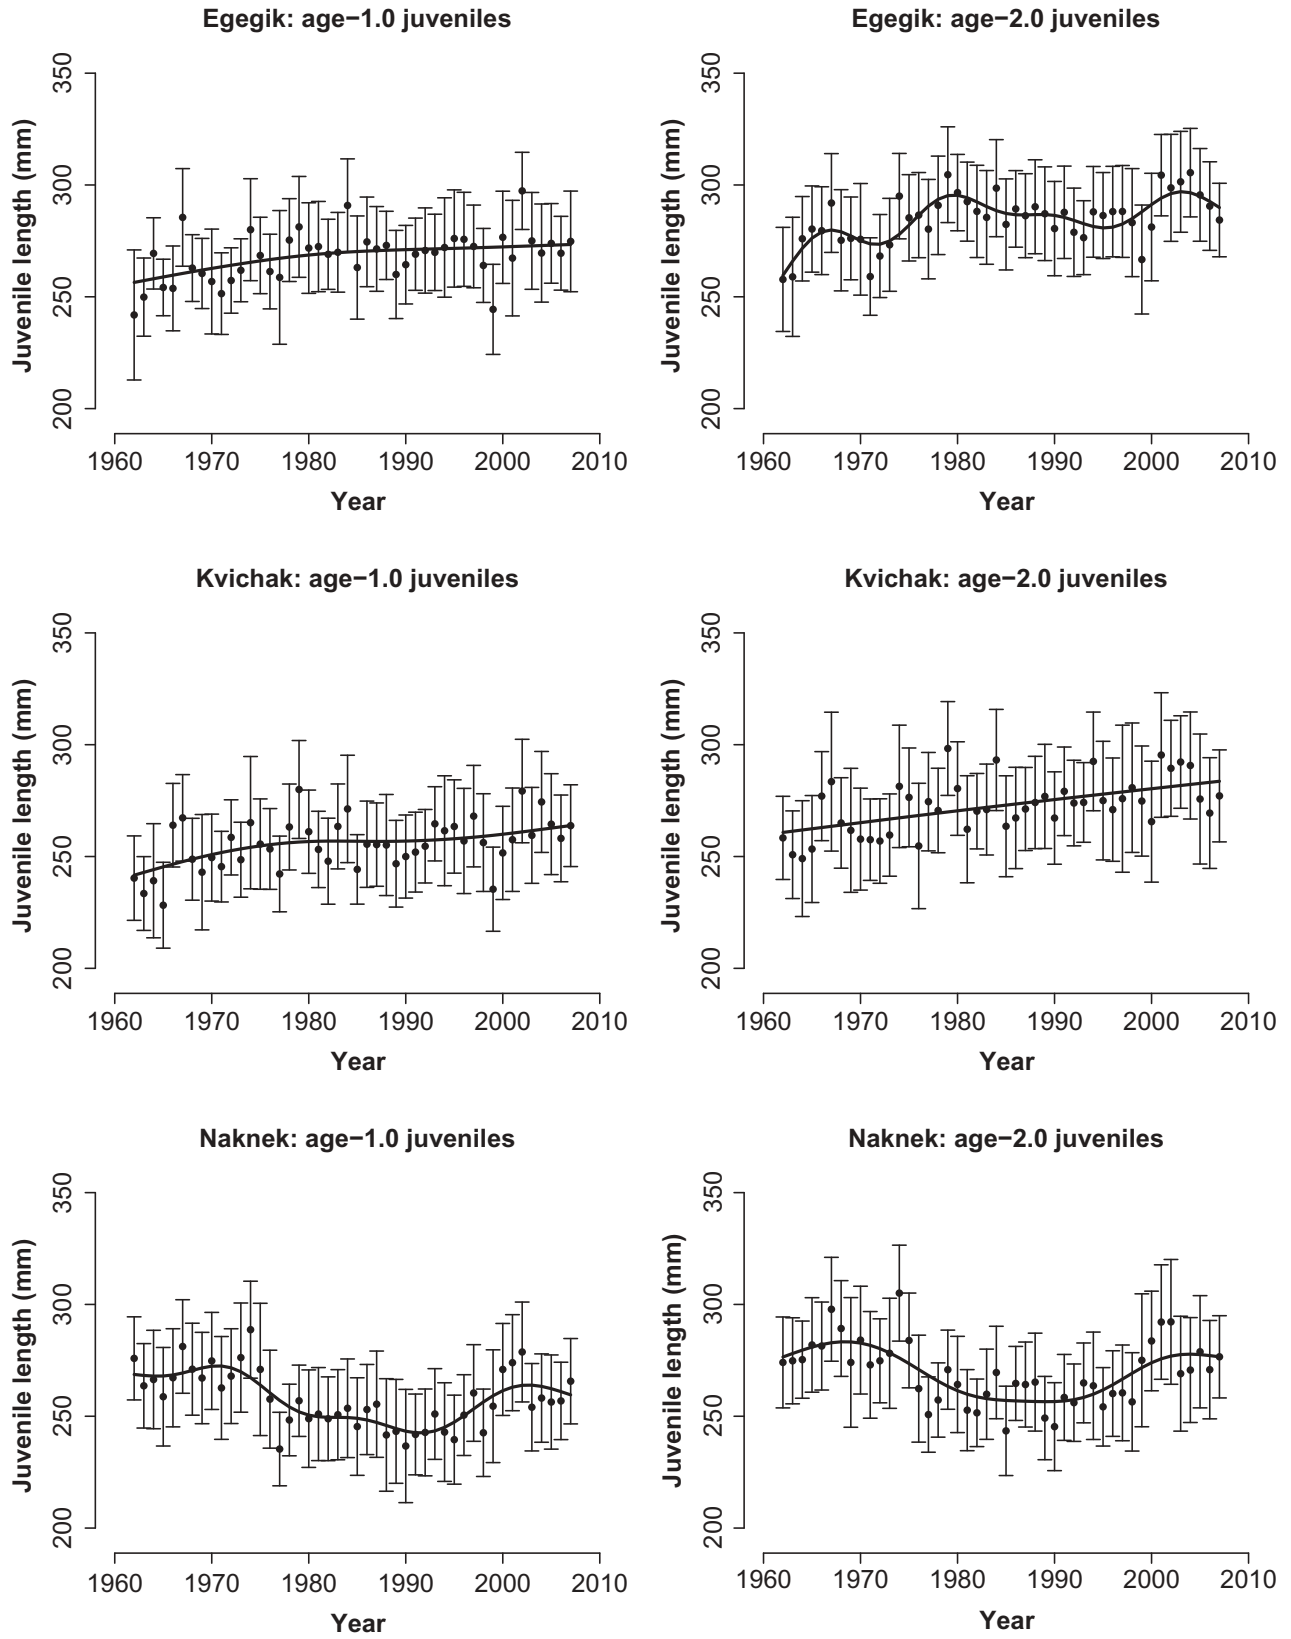 Egegik: age−1.0 juveniles
Juvenile length (mm)
350
300
250
200
1960 1970 1980 1990 2000 2010
Year
Egegik: age−2.0 juveniles
Juvenile length (mm)
350
300
250
200
1960 1970 1980 1990 2000 2010
Year
Kvichak: age−1.0 juveniles
Juvenile length (mm)
350
300
250
200
1960 1970 1980 1990 2000 2010
Year
Kvichak: age−2.0 juveniles
Juvenile length (mm)
350
300
250
200
1960 1970 1980 1990 2000 2010
Year
Naknek: age−1.0 juveniles
Juvenile length (mm)
350
300
250
200
1960 1970 1980 1990 2000 2010
Year
Naknek: age−2.0 juveniles
Juvenile length (mm)
350
300
250
200
1960 1970 1980 1990 2000 2010
Year